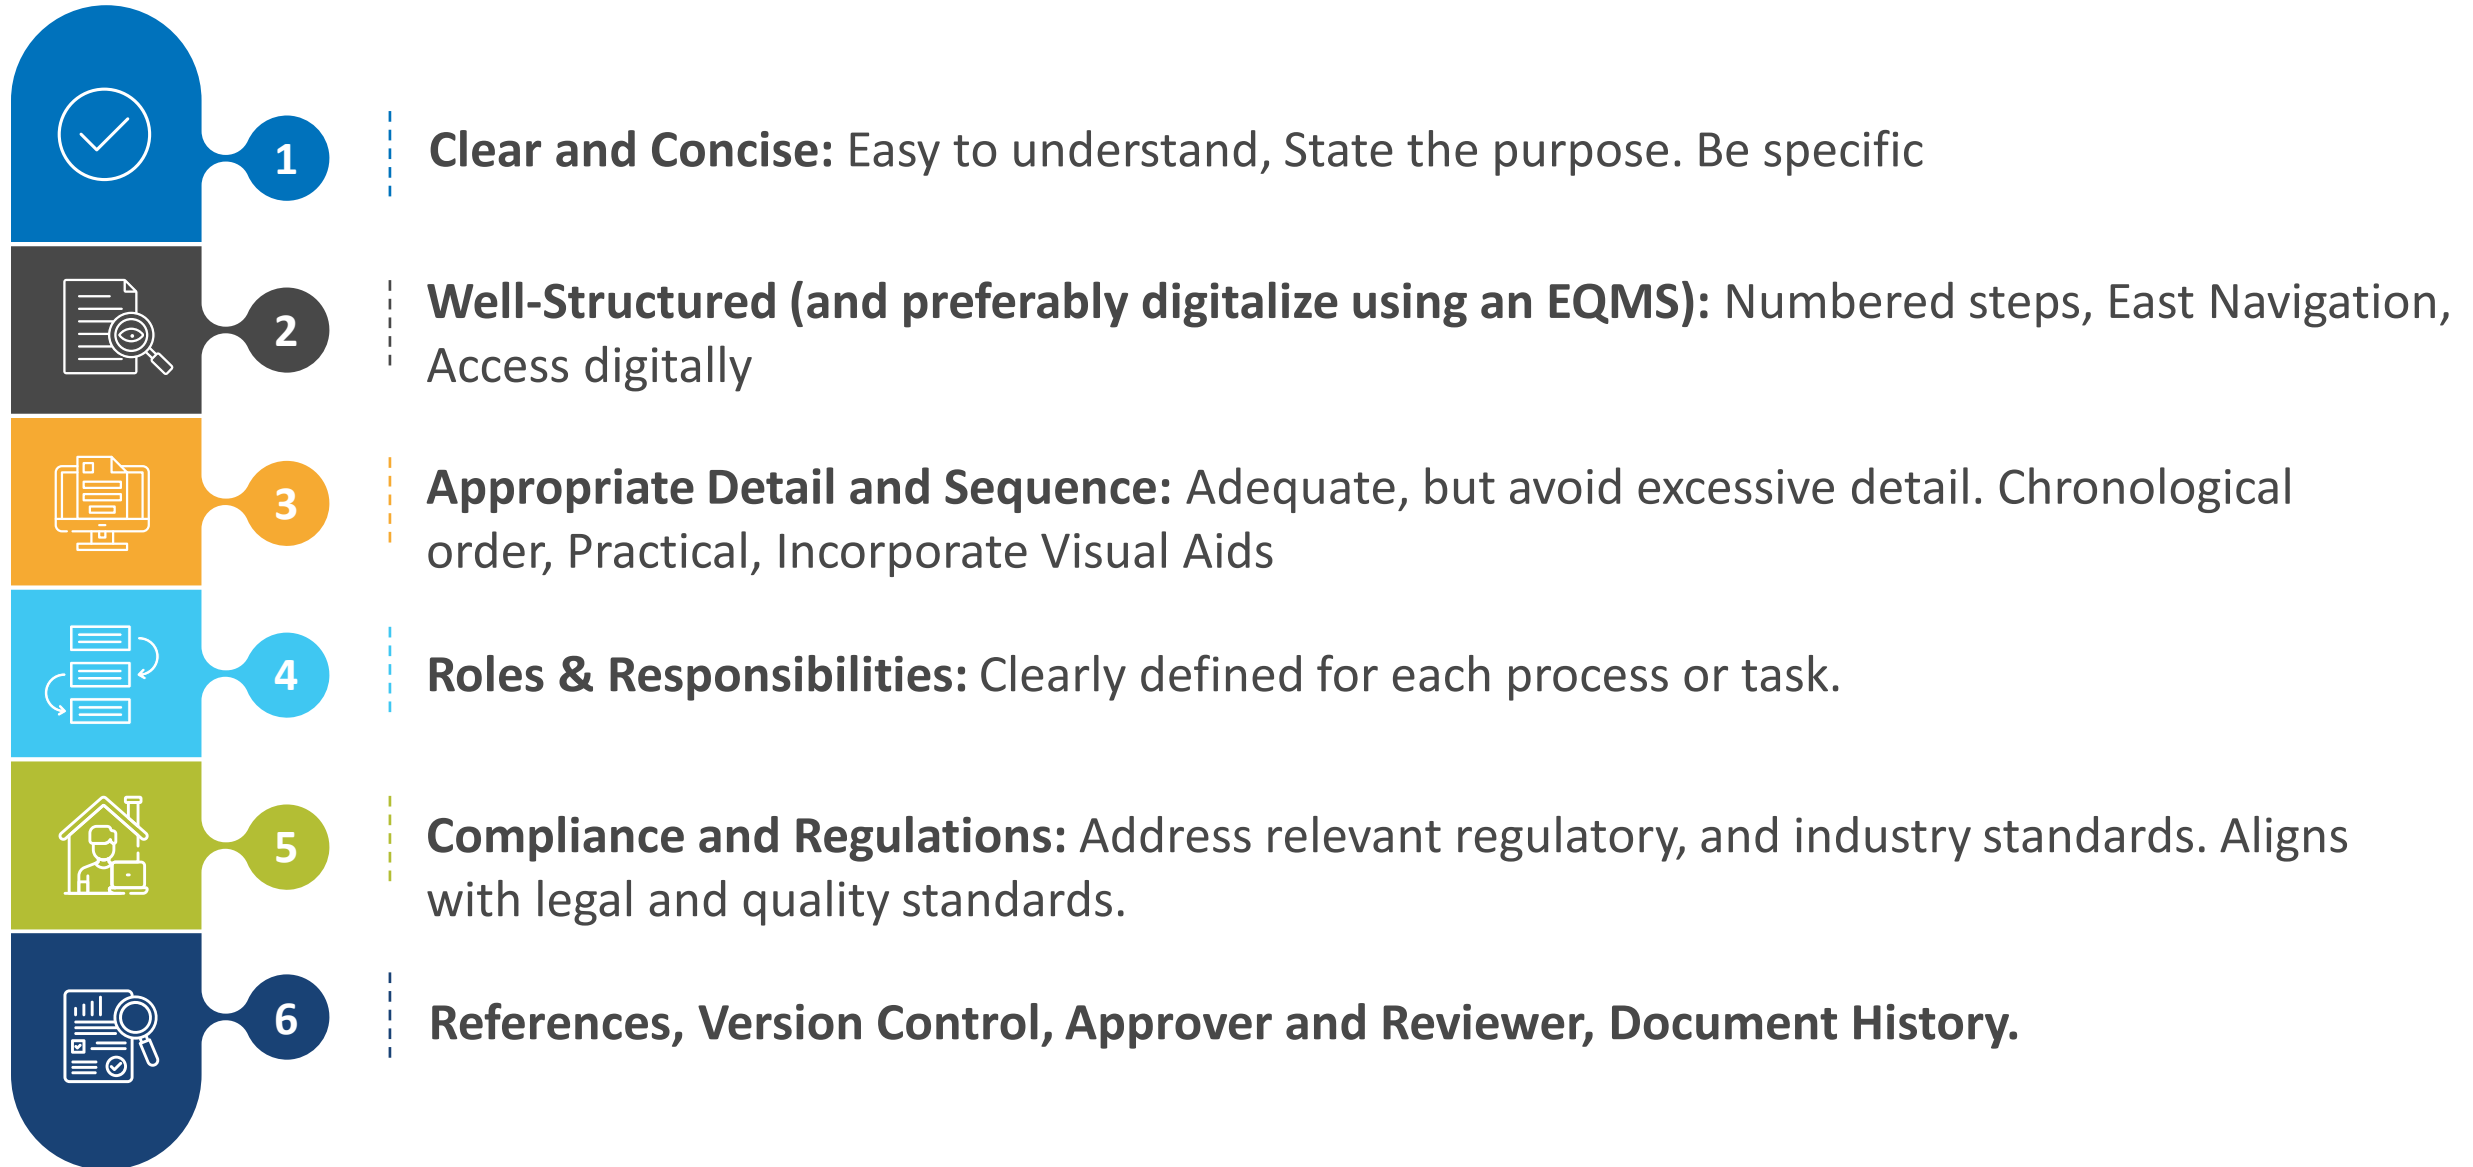 1
Clear and Concise: Easy to understand, State the purpose. Be specific
2
Well-Structured (and preferably digitalize using an EQMS): Numbered steps, East Navigation,
Access digitally
3
Appropriate Detail and Sequence: Adequate, but avoid excessive detail. Chronological
order, Practical, Incorporate Visual Aids
4
Roles & Responsibilities: Clearly defined for each process or task.
5
Compliance and Regulations: Address relevant regulatory, and industry standards. Aligns
with legal and quality standards.
6
References, Version Control, Approver and Reviewer, Document History.